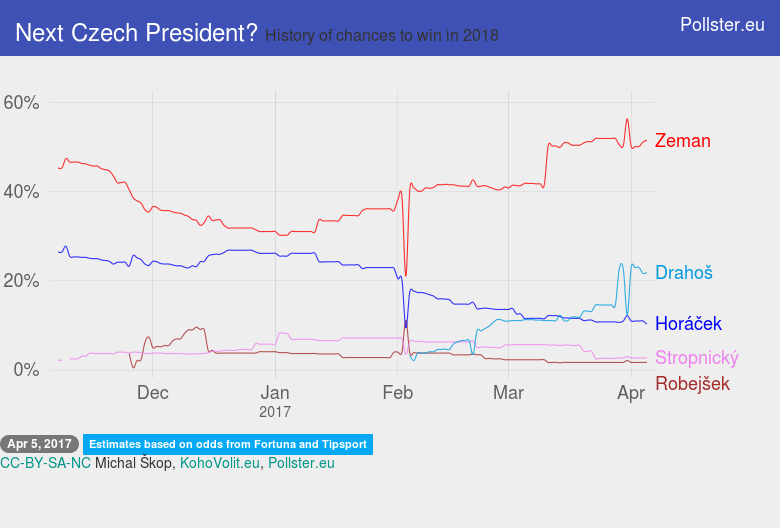 Next Czech President? History of chances to win in 2018
Pollster.eu
60%
40%
20%
0%
Zeman
Drahoš
Horáček
Stropnický
Robejšek
Dec Jan Feb Mar Apr
2017
Apr 5, 2017 Estimates based on odds from Fortuna and Tipsport
CC-BY-SA-NC Michal Škop, KohoVolit.eu, Pollster.eu